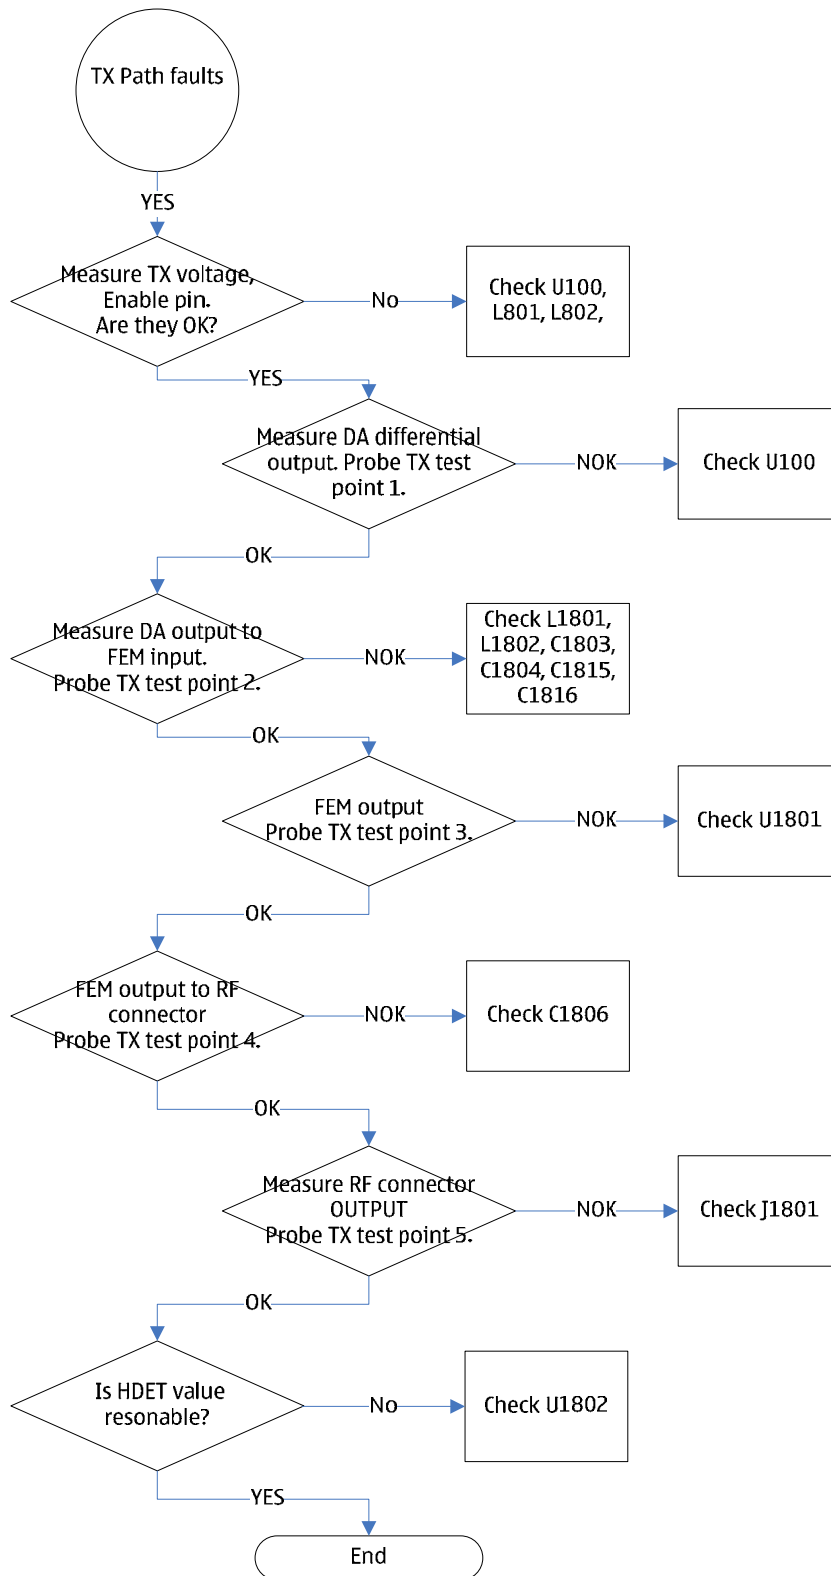 TX Path faults
YES
Measure TX voltage,
Enable pin.
Are they OK?
No
Check U100,
L801, L802,
YES
Measure DA differential
output. Probe TX test
point 1.
NOK
Check U100
OK
Measure DA output to
FEM input.
Probe TX test point 2.
NOK
Check L1801,
L1802, C1803,
C1804, C1815,
C1816
OK
FEM output
Probe TX test point 3.
NOK
Check U1801
OK
FEM output to RF
connector
Probe TX test point 4.
NOK
Check C1806
OK
Measure RF connector
OUTPUT
Probe TX test point 5.
NOK
Check J1801
OK
Is HDET value
resonable?
No
Check U1802
YES
End